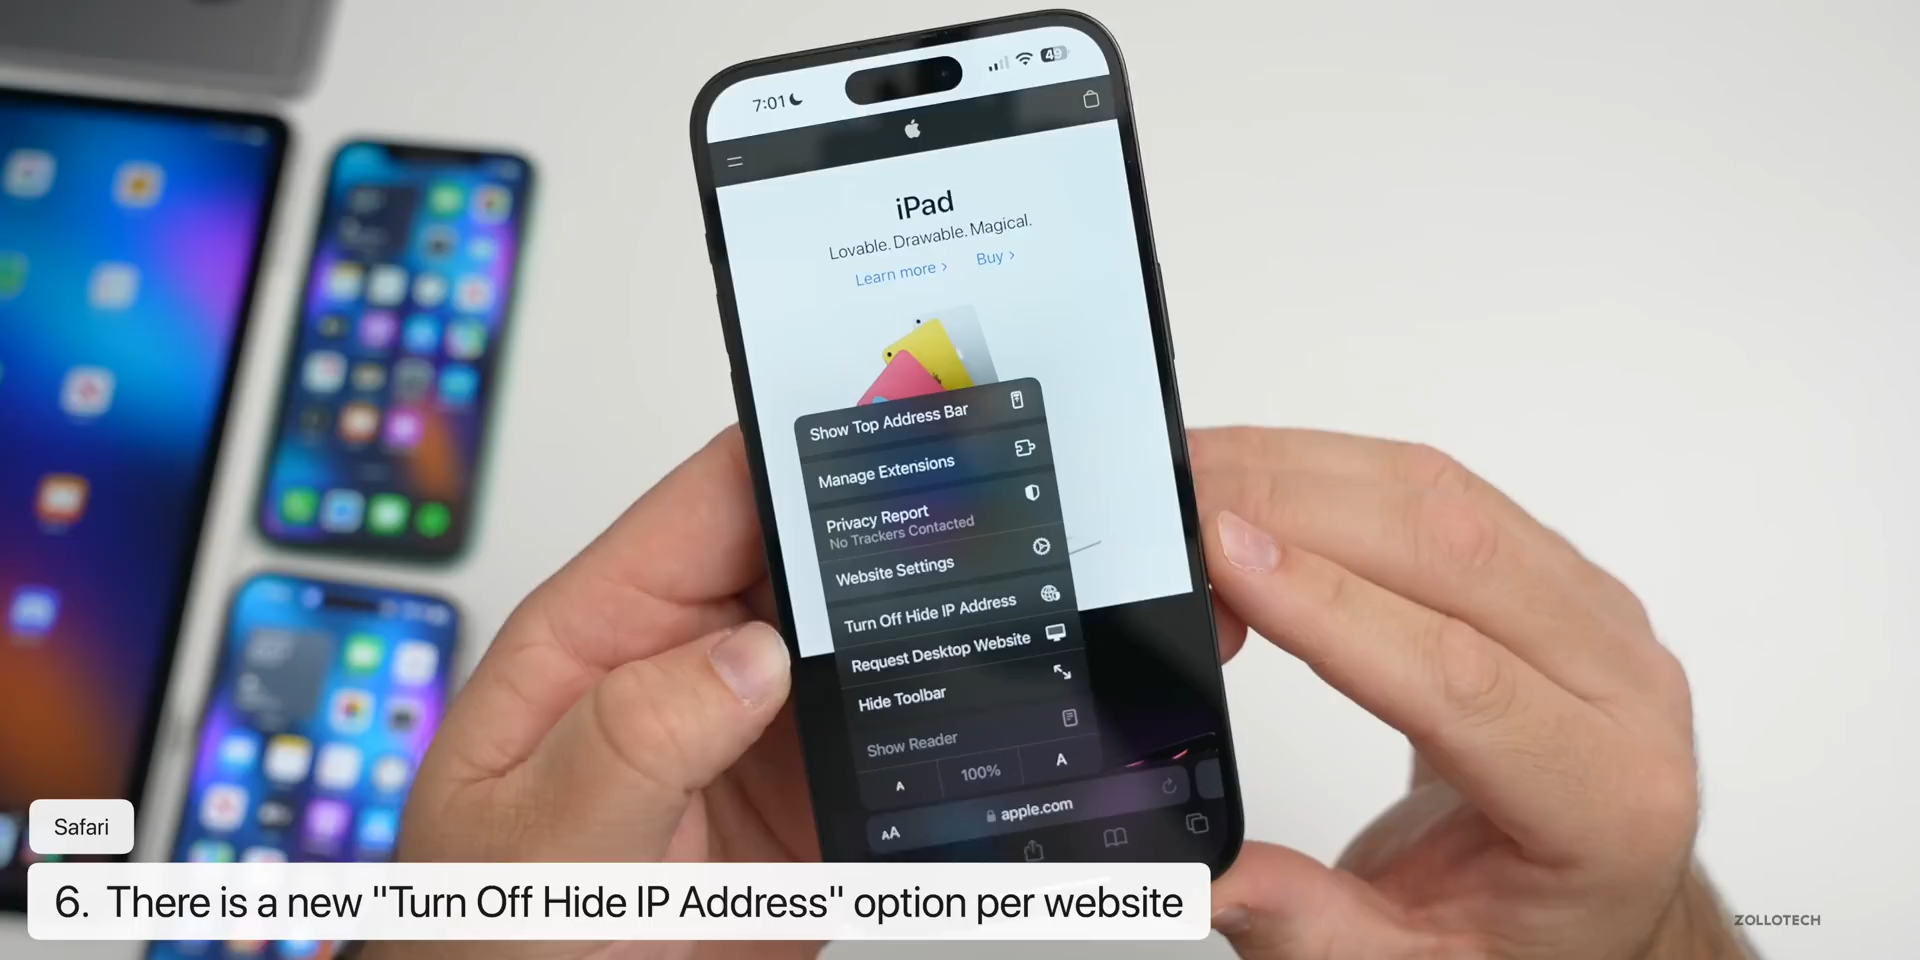 7:01
49
iPad
Lovable. Drawable. Magical.
Learn more >
Buy >
Show Top Address Bar
Manage Extensions
Privacy Report
No Trackers Contacted
Website Settings
Turn Off Hide IP Address
Request Desktop Website
Hide Toolbar
Show Reader
A 100% A
AA apple.com
Safari
6. There is a new "Turn Off Hide IP Address" option per website
ZOLLOTECH